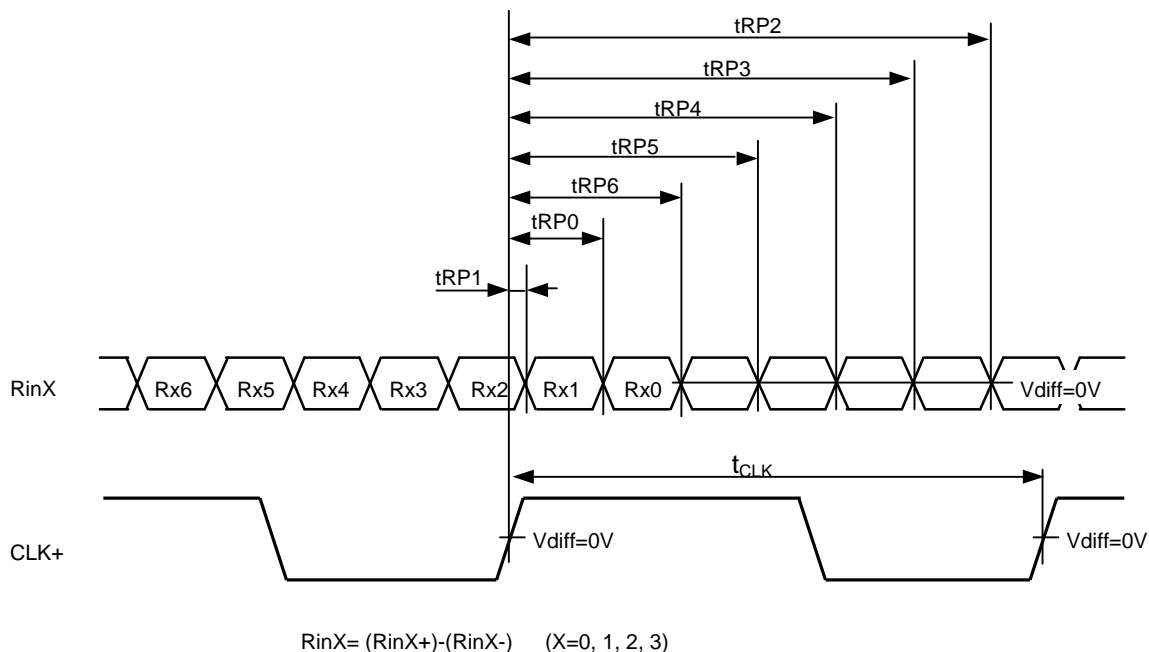 tRP2
tRP3
tRP4
tRP5
tRP6
tRP0
tRP1
RinX Rx6 Rx5 Rx4 Rx3 Rx2 Rx1 Rx0 Vdiff=0V
tCLK
CLK+ Vdiff=0V Vdiff=0V
RinX= (RinX+)-(RinX-) (X=0, 1, 2, 3)